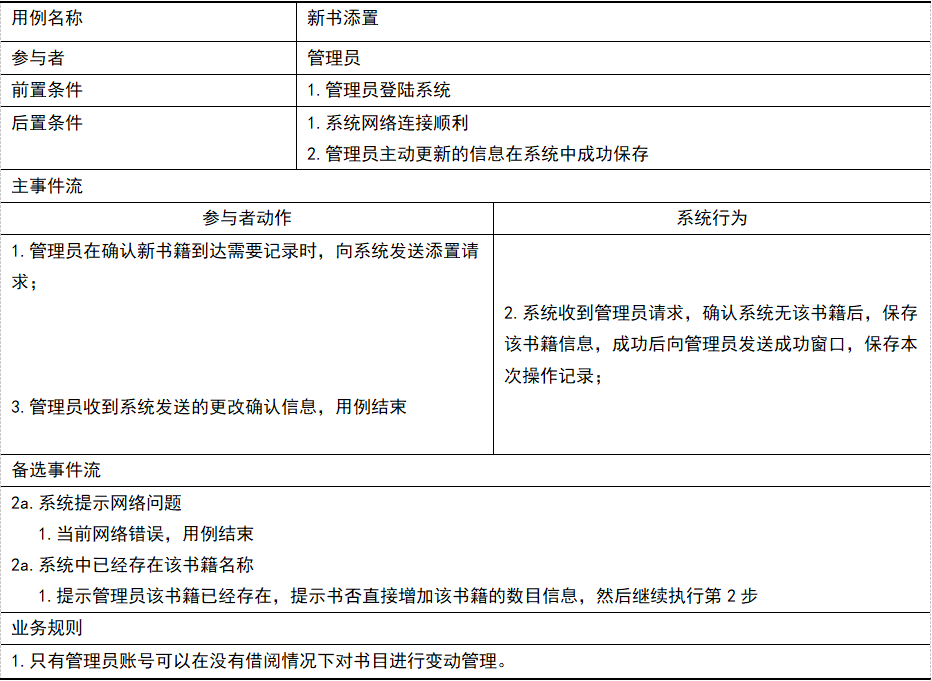 用例名称 新书添置
参与者 管理员
前置条件 1.管理员登陆系统
后置条件 1.系统网络连接顺利
2.管理员主动更新的信息在系统中成功保存
主事件流
参与者动作 系统行为
1.管理员在确认新书籍到达需要记录时，向系统发送添置请
求；
2.系统收到管理员请求，确认系统无该书籍后，保存
该书籍信息，成功后向管理员发送成功窗口，保存本
次操作记录；
3.管理员收到系统发送的更改确认信息，用例结束
备选事件流
2a.系统提示网络问题
1.当前网络错误，用例结束
2a.系统中已经存在该书籍名称
1.提示管理员该书籍已经存在，提示书否直接增加该书籍的数目信息，然后继续执行第 2 步
业务规则
1.只有管理员账号可以在没有借阅情况下对书目进行变动管理。